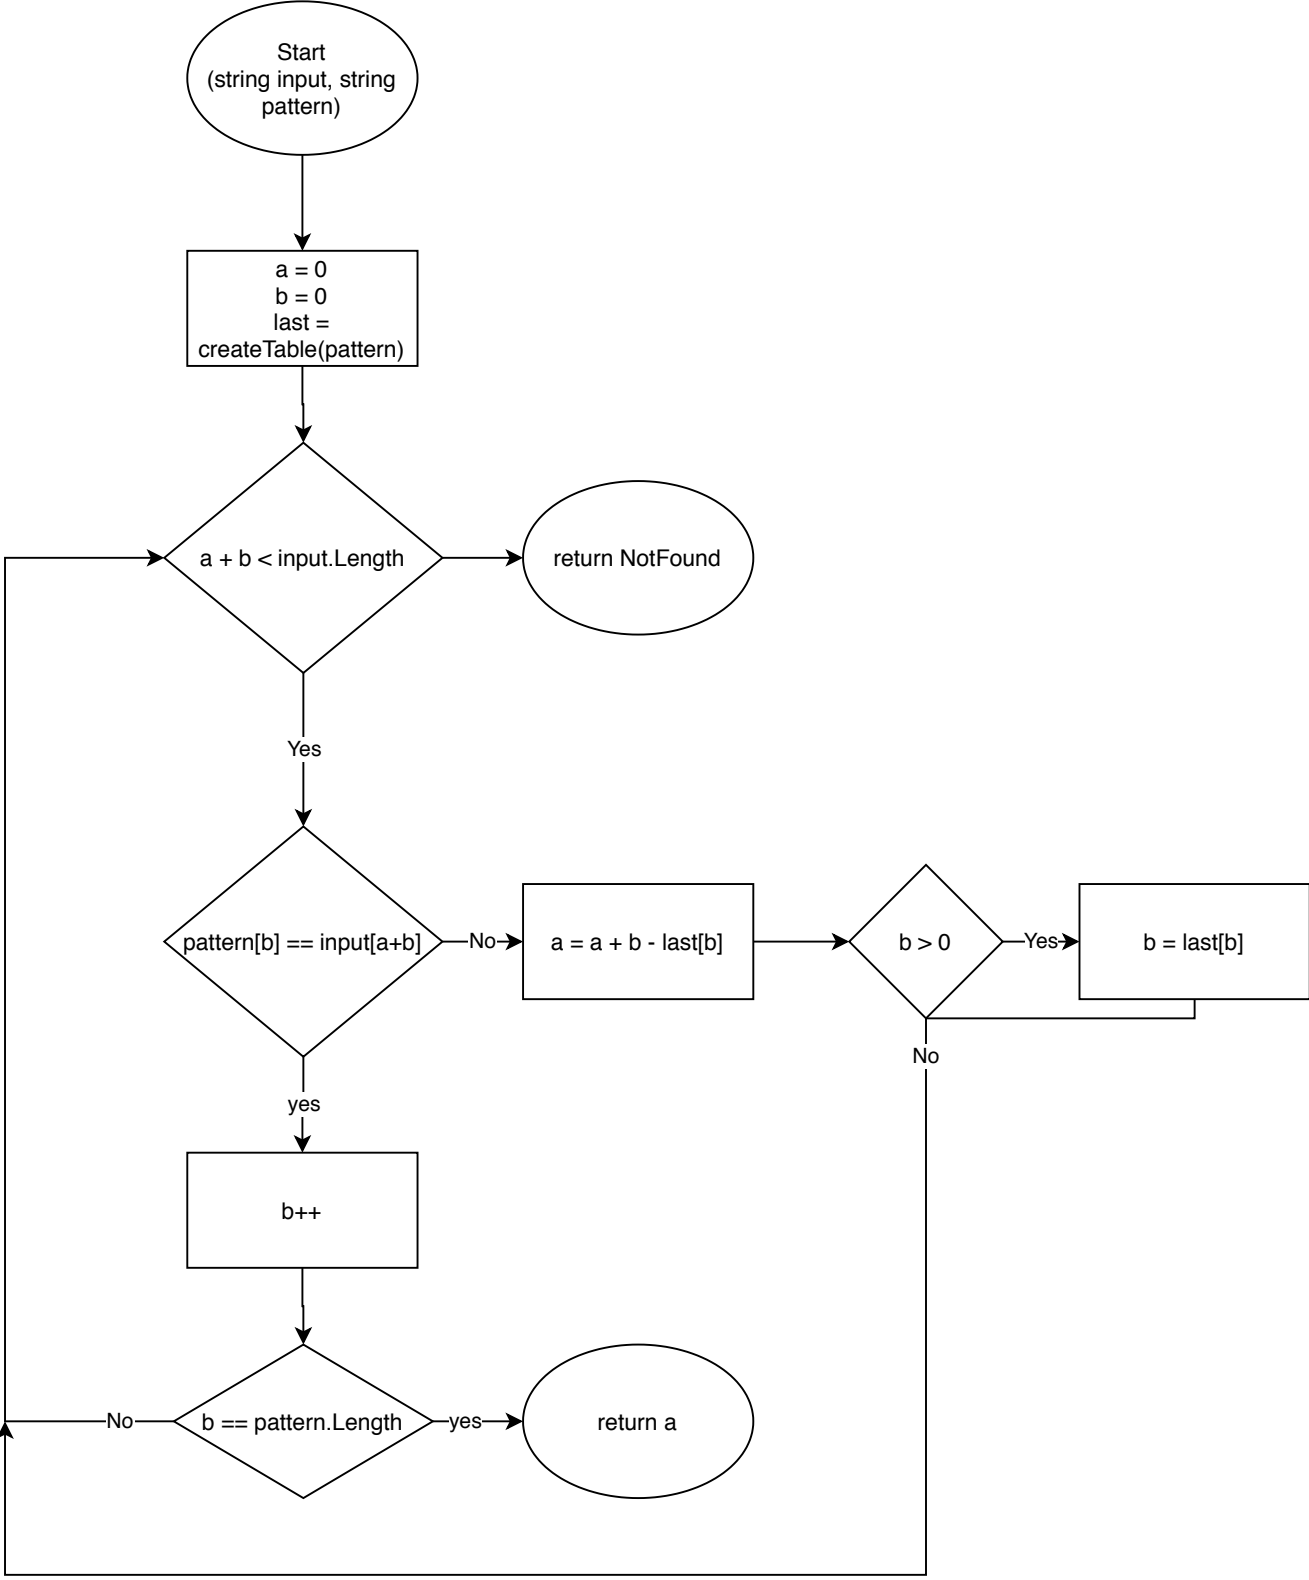 Start
(string input, string
pattern)
a = 0
b = 0
last =
createTable(pattern)
a + b < input.Length
return NotFound
Yes
pattern[b] == input[a+b]
No
a = a + b - last[b]
b > 0
Yes
b = last[b]
No
yes
b++
No
b == pattern.Length
yes
return a